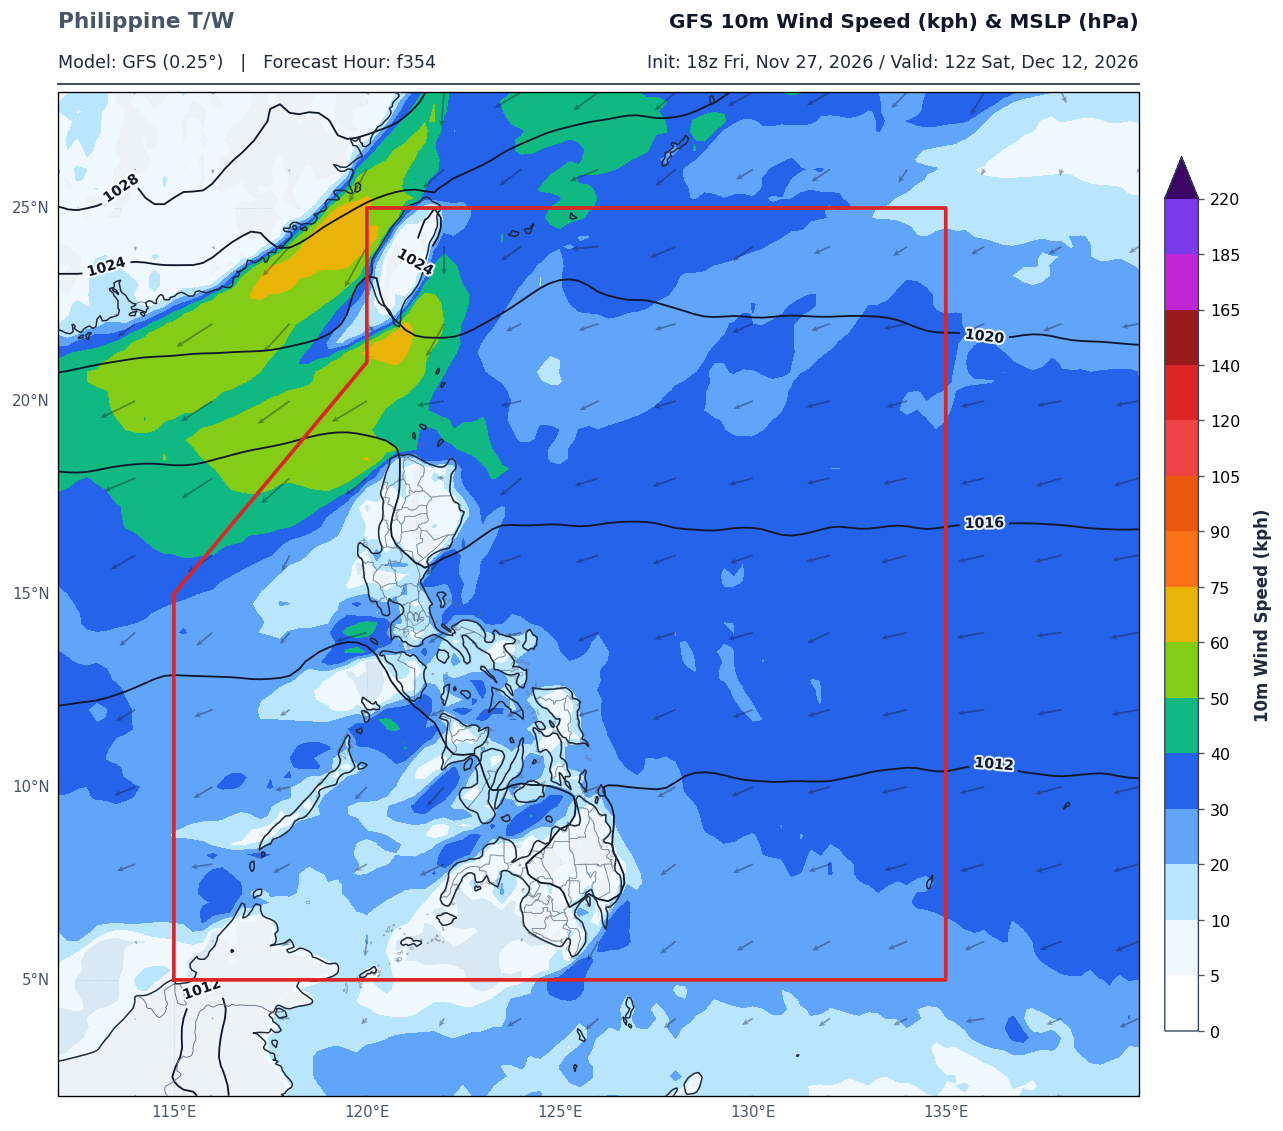 Philippine T/W
GFS 10m Wind Speed (kph) & MSLP (hPa)
Model: GFS (0.25°)   |   Forecast Hour: f354
Init: 18z Fri, Nov 27, 2026 / Valid: 12z Sat, Dec 12, 2026
1028
1024
1024
1020
1016
1012
1012
25°N
20°N
15°N
10°N
5°N
115°E
120°E
125°E
130°E
135°E
220
185
165
140
120
105
90
75
60
50
40
30
20
10
5
0
10m Wind Speed (kph)